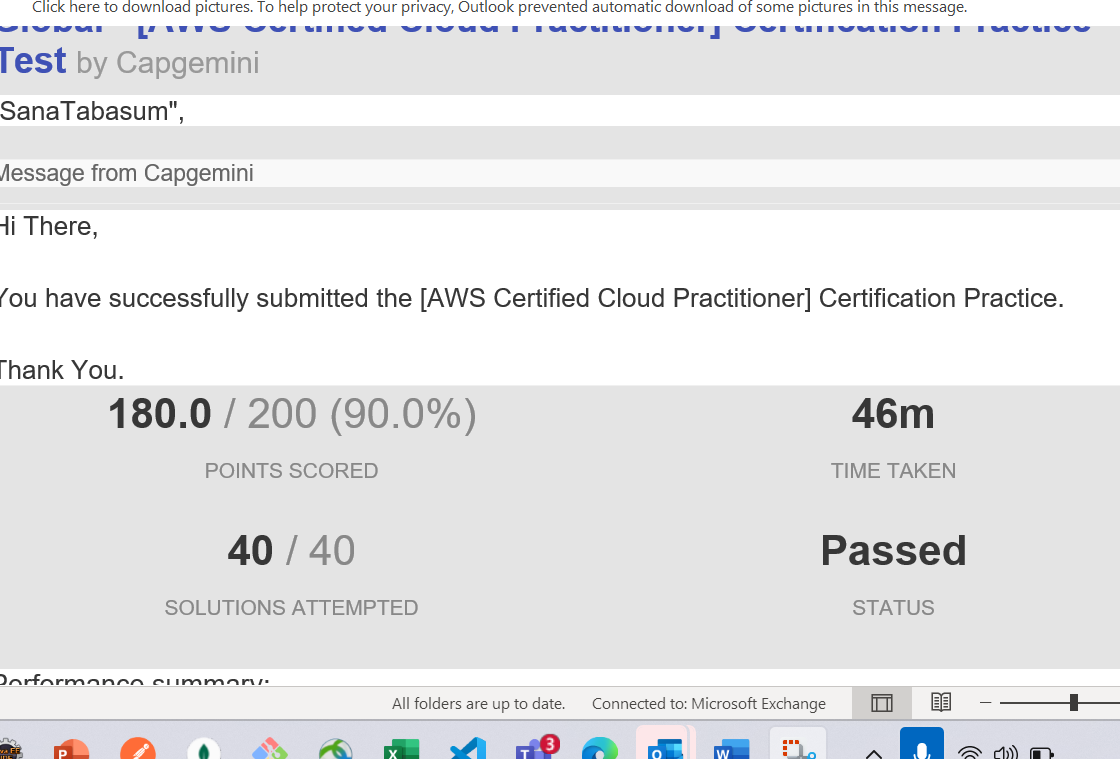 Click here to download pictures. To help protect your privacy, Outlook prevented automatic download of some pictures in this message.
Global - [AWS Certified Cloud Practitioner] Certification Practice
Test by Capgemini
SanaTabasum",
Message from Capgemini
Hi There,
You have successfully submitted the [AWS Certified Cloud Practitioner] Certification Practice.
Thank You.
180.0 / 200 (90.0%)
46m
POINTS SCORED
TIME TAKEN
40 / 40
Passed
SOLUTIONS ATTEMPTED
STATUS
Performance summary:
All folders are up to date.
Connected to: Microsoft Exchange
3